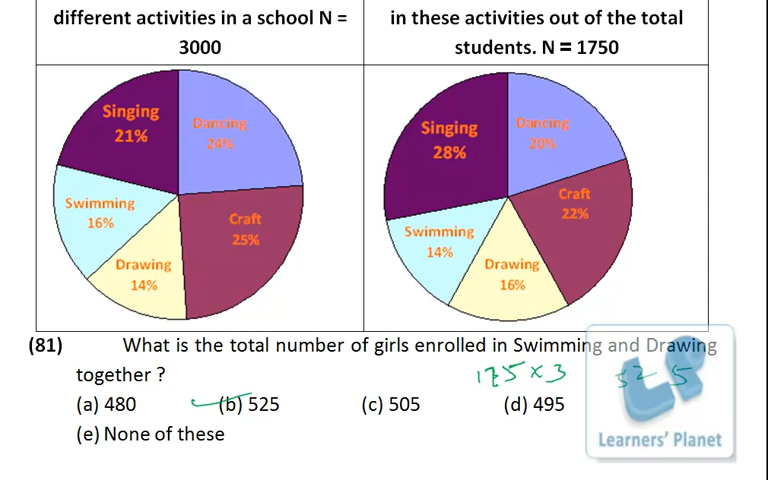 different activities in a school N =
3000
in these activities out of the total
students. N = 1750
Singing
21%
Dancing
24%
Swimming
16%
Craft
25%
Drawing
14%
Singing
28%
Dancing
20%
Craft
22%
Swimming
14%
Drawing
16%
(81) What is the total number of girls enrolled in Swimming and Drawing
together ?
175 x 3 525
(a) 480 (b) 525 (c) 505 (d) 495
(e) None of these
LP
Learners' Planet